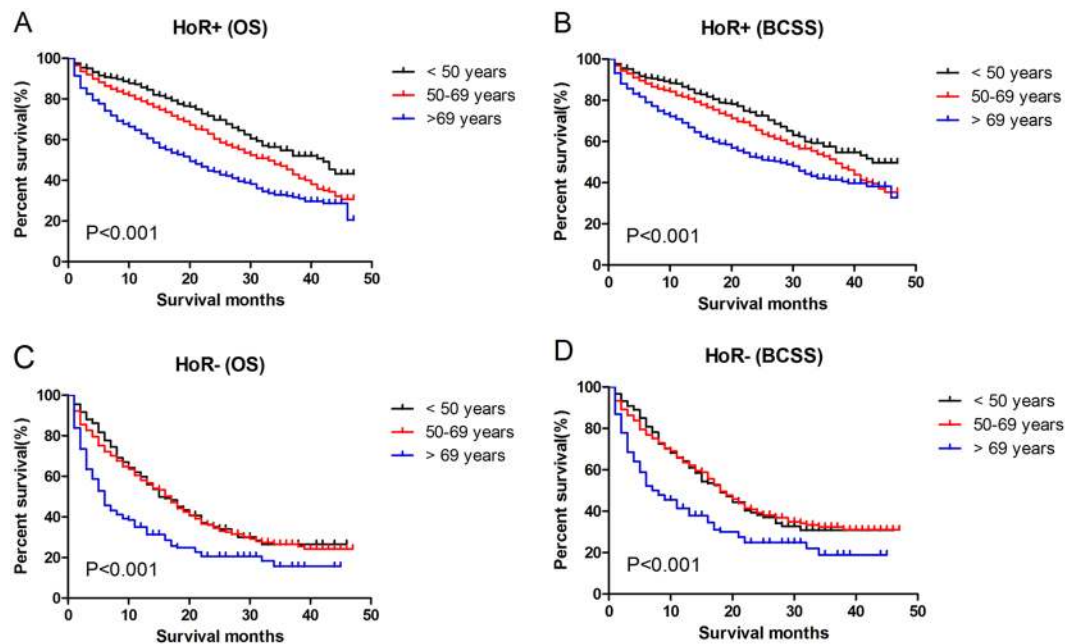 A
HoR+ (OS)
Percent survival(%)
100
80
60
40
20
0
0 10 20 30 40 50
Survival months
P<0.001
< 50 years
50-69 years
>69 years
B
HoR+ (BCSS)
Percent survival(%)
100
80
60
40
20
0
0 10 20 30 40 50
Survival months
P<0.001
< 50 years
50-69 years
> 69 years
C
HoR- (OS)
Percent survival(%)
100
80
60
40
20
0
0 10 20 30 40 50
Survival months
P<0.001
< 50 years
50-69 years
> 69 years
D
HoR- (BCSS)
Percent survival(%)
100
80
60
40
20
0
0 10 20 30 40 50
Survival months
P<0.001
< 50 years
50-69 years
> 69 years